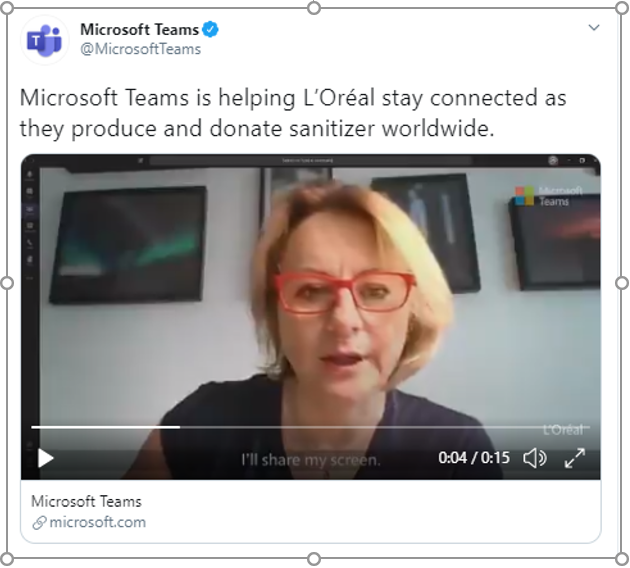 Microsoft Teams
@MicrosoftTeams
Microsoft Teams is helping L'Oréal stay connected as
they produce and donate sanitizer worldwide.
Microsoft
Teams
L'Oréal
I'll share my screen.
0:04 / 0:15
Microsoft Teams
microsoft.com